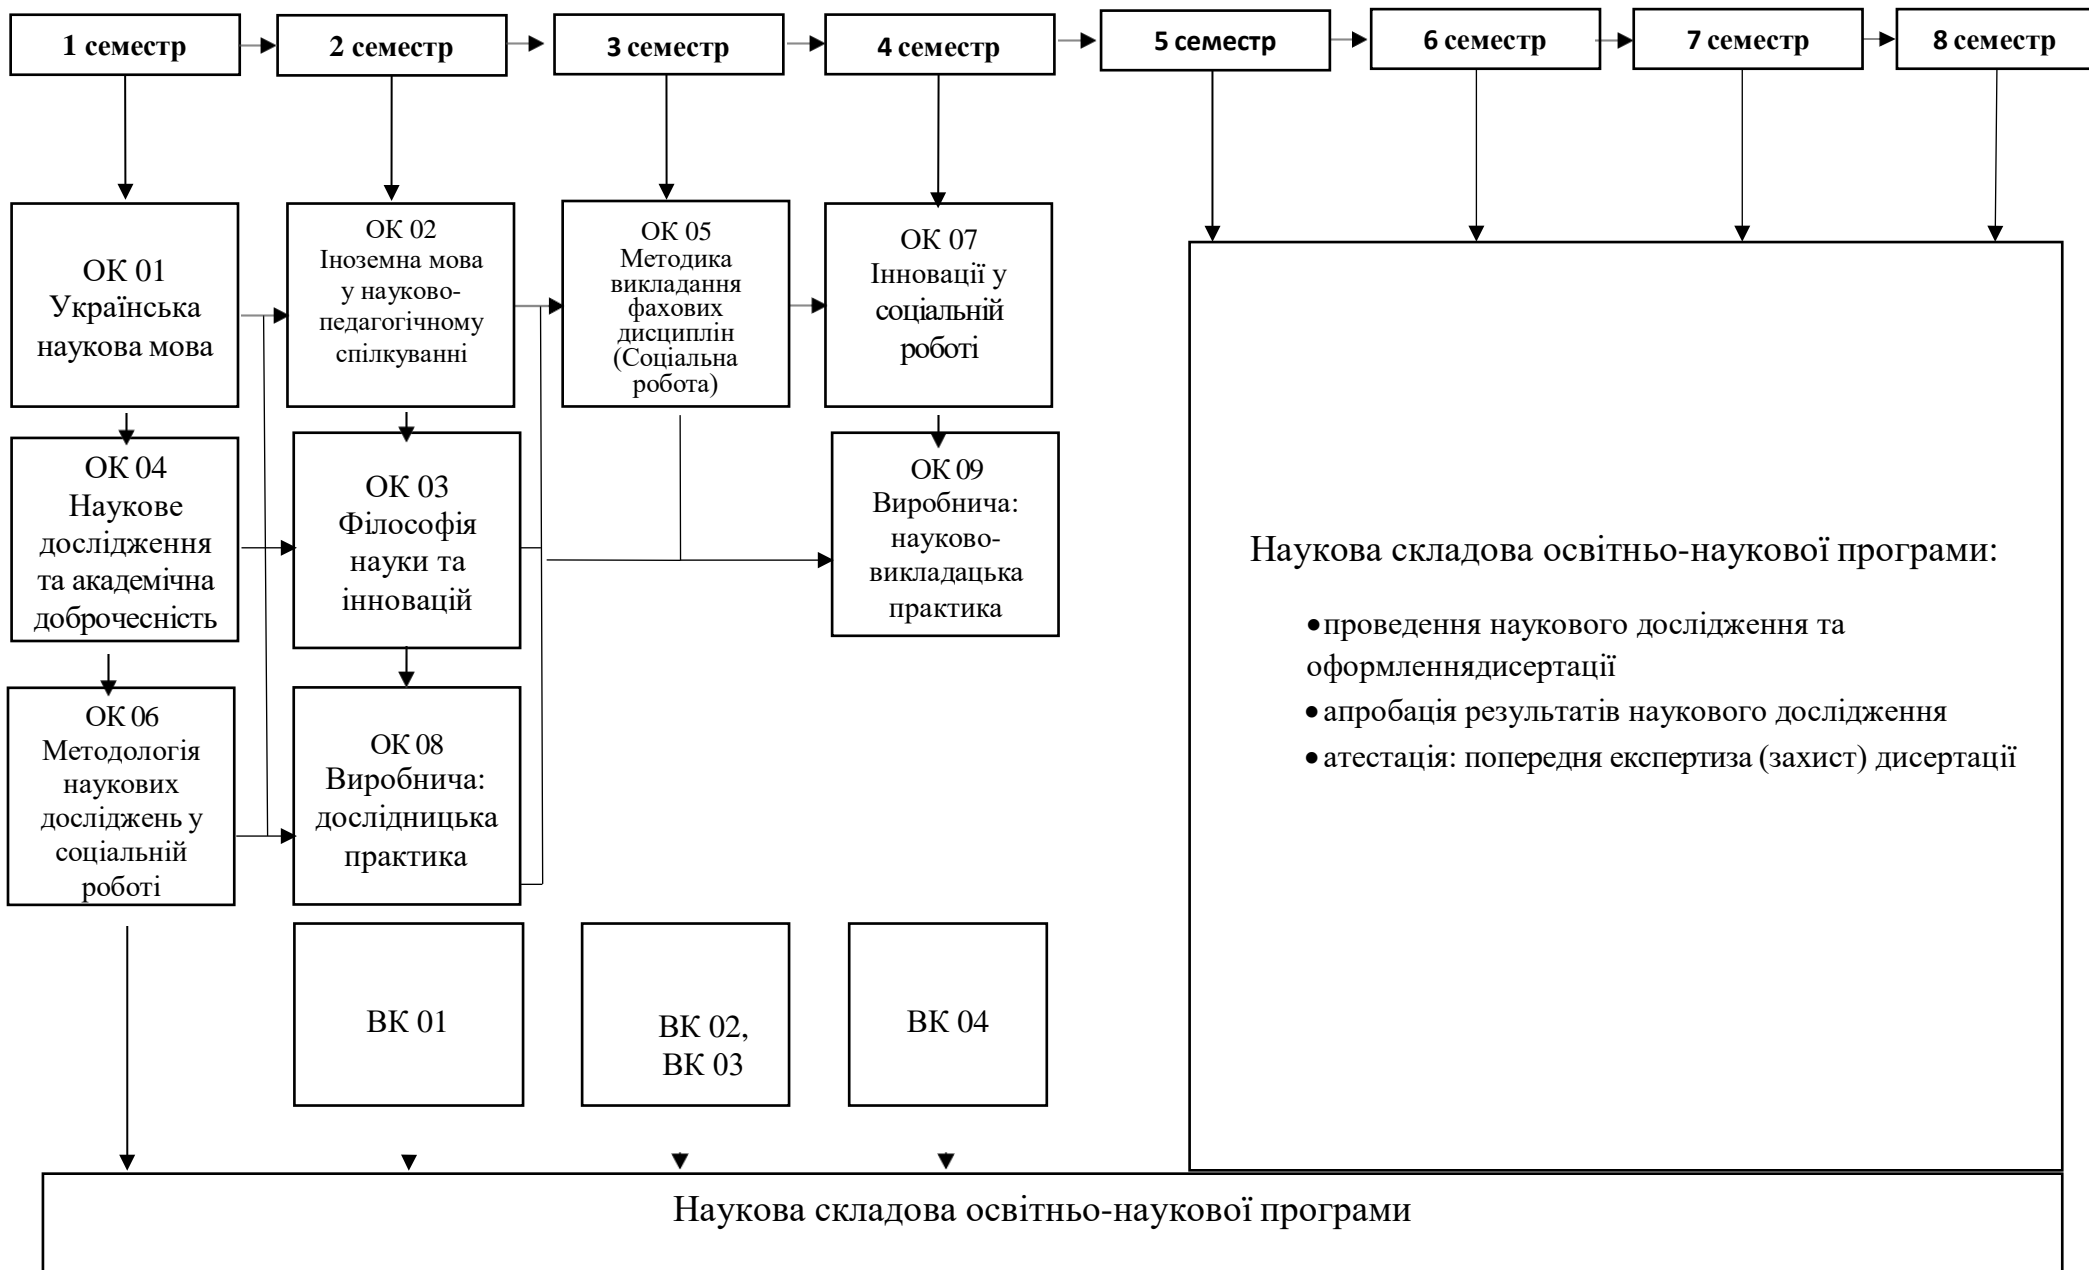 1 семестр
2 семестр
3 семестр
4 семестр
5 семестр
6 семестр
7 семестр
8 семестр
ОК 01
Українська
наукова мова
ОК 02
Іноземна мова
у науково-
педагогічному
спілкуванні
ОК 05
Методика
викладання
фахових
дисциплін
(Соціальна
робота)
ОК 07
Інновації у
соціальній
роботі
ОК 04
Наукове
дослідження
та академічна
доброчесність
ОК 03
Філософія
науки та
інновацій
ОК 09
Виробнича:
науково-
викладацька
практика
ОК 06
Методологія
наукових
досліджень у
соціальній
роботі
ОК 08
Виробнича:
дослідницька
практика
ВК 01
ВК 02,
ВК 03
ВК 04
Наукова складова освітньо-наукової програми:
•проведення наукового дослідження та
оформленнядисертації
•апробація результатів наукового дослідження
•атестація: попередня експертиза (захист) дисертації
Наукова складова освітньо-наукової програми